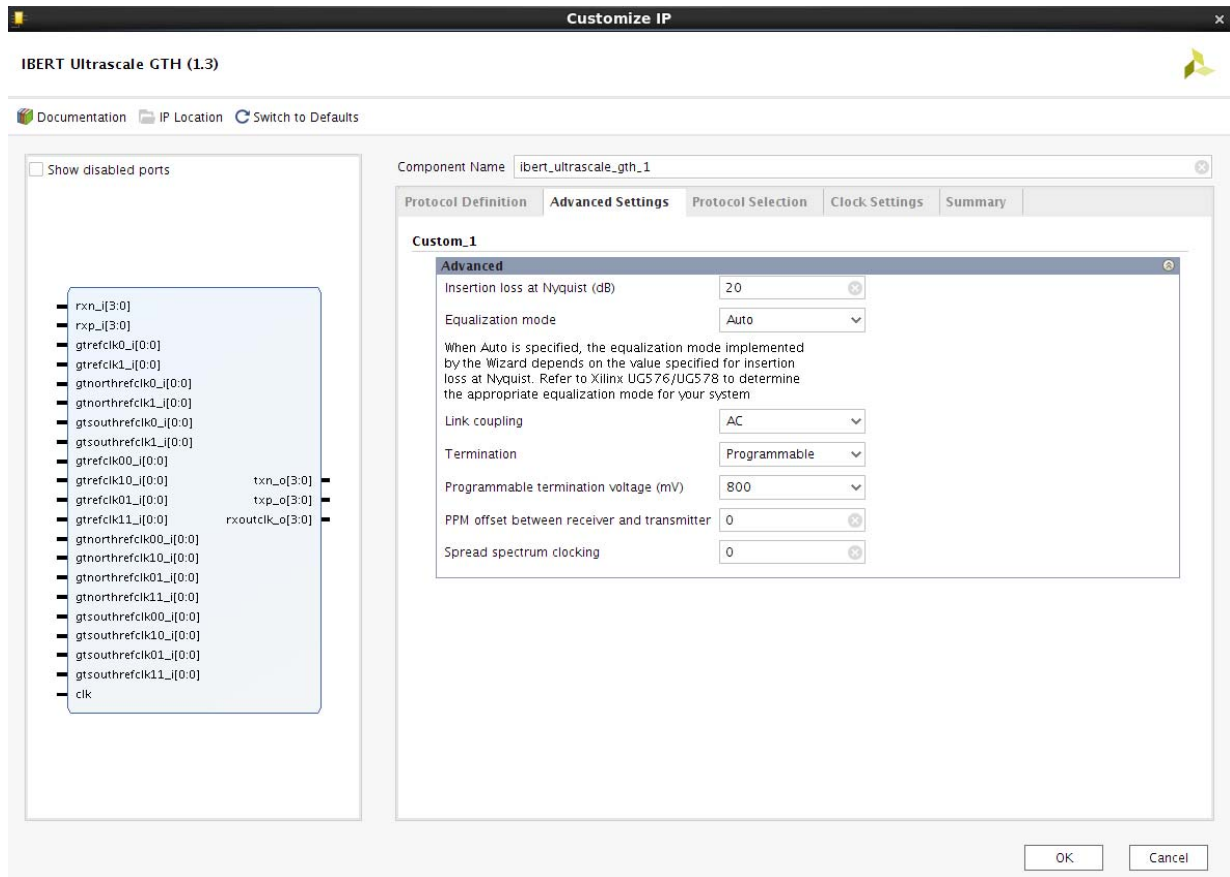 Customize IP
IBERT Ultrascale GTH (1.3)
Documentation IP Location Switch to Defaults
Show disabled ports
rxn_i[3:0]
rxp_i[3:0]
gtrefclk0_i[0:0]
gtrefclk1_i[0:0]
gtnorthrefclk0_i[0:0]
gtnorthrefclk1_i[0:0]
gtsouthrefclk0_i[0:0]
gtsouthrefclk1_i[0:0]
gtrefclk00_i[0:0]
gtrefclk10_i[0:0] txn_o[3:0]
gtrefclk01_i[0:0] txp_o[3:0]
gtrefclk11_i[0:0] rxoutclk_o[3:0]
gtnorthrefclk00_i[0:0]
gtnorthrefclk10_i[0:0]
gtnorthrefclk01_i[0:0]
gtnorthrefclk11_i[0:0]
gtsouthrefclk00_i[0:0]
gtsouthrefclk10_i[0:0]
gtsouthrefclk01_i[0:0]
gtsouthrefclk11_i[0:0]
clk
Component Name ibert_ultrascale_gth_1
Protocol Definition Advanced Settings Protocol Selection Clock Settings Summary
Custom_1
Advanced
Insertion loss at Nyquist (dB) 20
Equalization mode Auto
When Auto is specified, the equalization mode implemented
by the Wizard depends on the value specified for insertion
loss at Nyquist. Refer to Xilinx UG576/UG578 to determine
the appropriate equalization mode for your system
Link coupling AC
Termination Programmable
Programmable termination voltage (mV) 800
PPM offset between receiver and transmitter 0
Spread spectrum clocking 0
OK Cancel